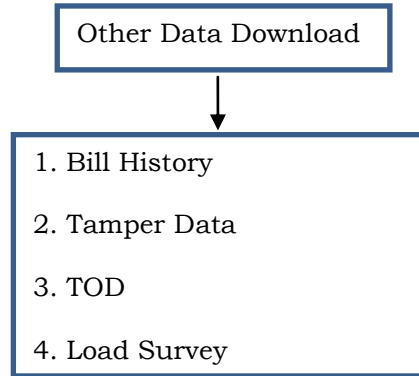 Other Data Download
1. Bill History
2. Tamper Data
3. TOD
4. Load Survey